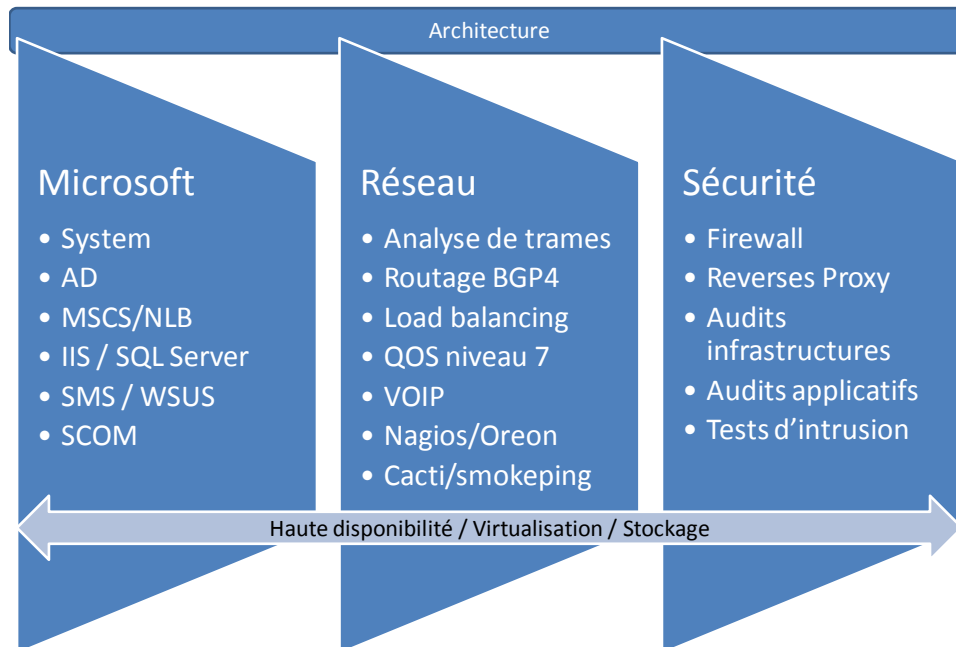 Architecture
Microsoft
• System
• AD
• MSCS/NLB
• IIS / SQL Server
• SMS / WSUS
• SCOM
Réseau
• Analyse de trames
• Routage BGP4
• Load balancing
• QOS niveau 7
• VOIP
• Nagios/Oreon
• Cacti/smokeping
Sécurité
• Firewall
• Reverses Proxy
• Audits
infrastructures
• Audits applicatifs
• Tests d’intrusion
Haute disponibilité / Virtualisation / Stockage